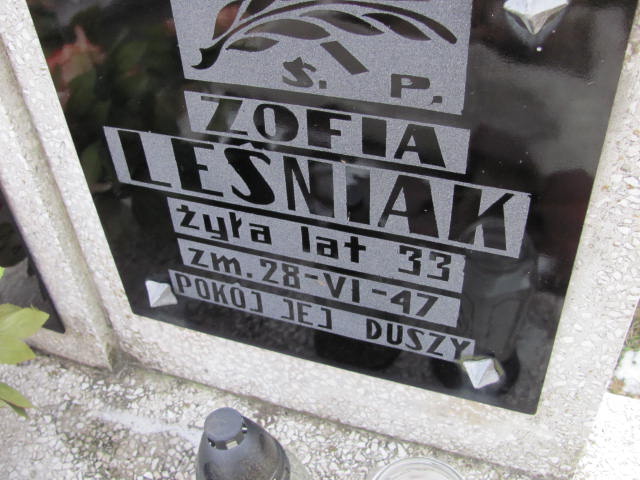 Ś. P.
ZOFIA
LEŚNIAK
żyła lat 33
zm. 28-VI-47
POKÓJ JEJ DUSZY